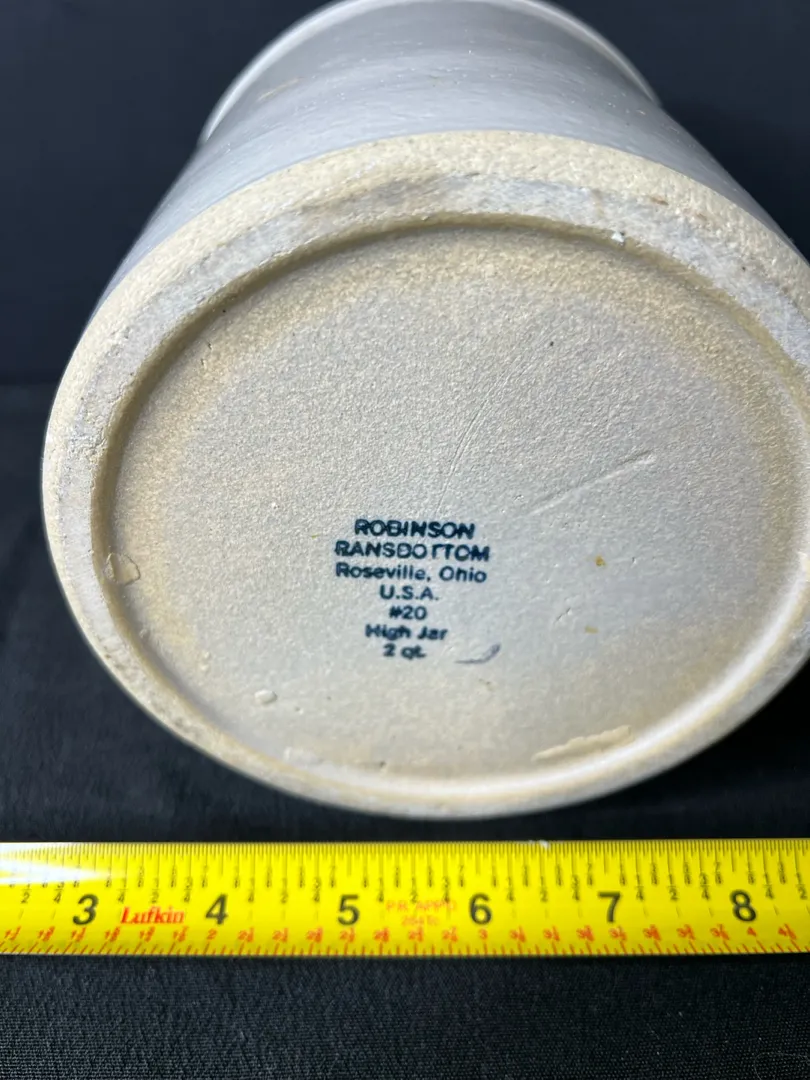 ROBINSON
RANSBOTTOM
Roseville, Ohio
U.S.A.
#20
High Jar
2 qt.
3 Lufkin 4 5 6 7 8